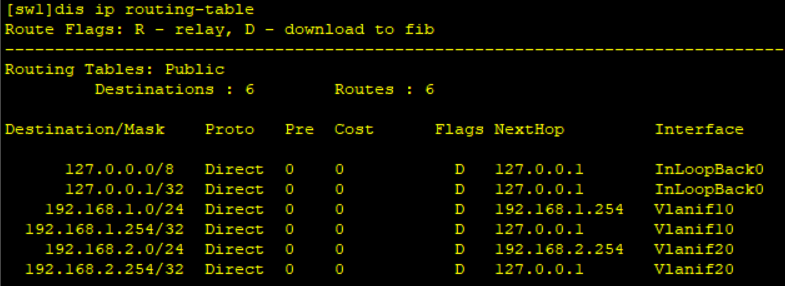 [sw1]dis ip routing-table
Route Flags: R - relay, D - download to fib
------------------------------------------------------------------------------
Routing Tables: Public
         Destinations : 6        Routes : 6

Destination/Mask    Proto   Pre  Cost      Flags NextHop         Interface

      127.0.0.0/8   Direct  0    0           D   127.0.0.1       InLoopBack0
      127.0.0.1/32  Direct  0    0           D   127.0.0.1       InLoopBack0
    192.168.1.0/24  Direct  0    0           D   192.168.1.254   Vlanif10
  192.168.1.254/32  Direct  0    0           D   127.0.0.1       Vlanif10
    192.168.2.0/24  Direct  0    0           D   192.168.2.254   Vlanif20
  192.168.2.254/32  Direct  0    0           D   127.0.0.1       Vlanif20